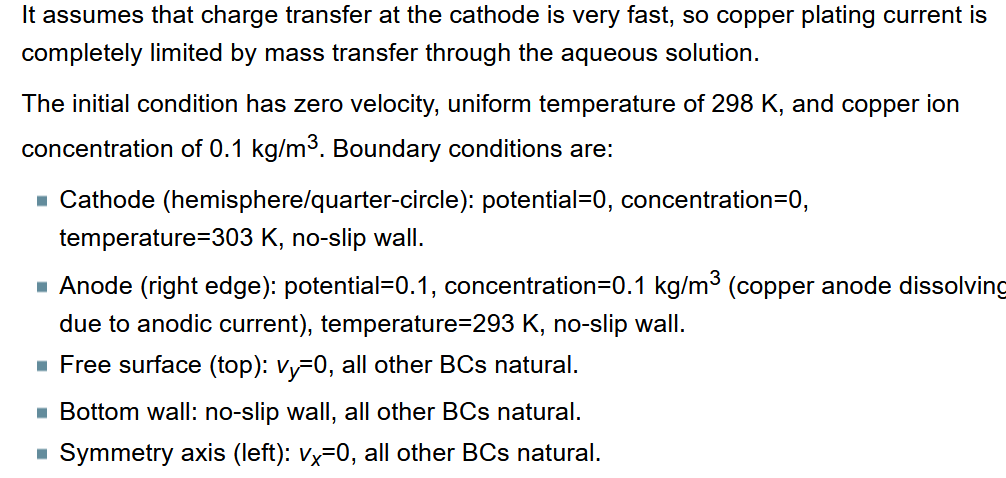 It assumes that charge transfer at the cathode is very fast, so copper plating current is
completely limited by mass transfer through the aqueous solution.
The initial condition has zero velocity, uniform temperature of 298 K, and copper ion
concentration of 0.1 kg/m³. Boundary conditions are:
▪ Cathode (hemisphere/quarter-circle): potential=0, concentration=0,
temperature=303 K, no-slip wall.
▪ Anode (right edge): potential=0.1, concentration=0.1 kg/m³ (copper anode dissolving
due to anodic current), temperature=293 K, no-slip wall.
▪ Free surface (top): vy=0, all other BCs natural.
▪ Bottom wall: no-slip wall, all other BCs natural.
▪ Symmetry axis (left): vx=0, all other BCs natural.